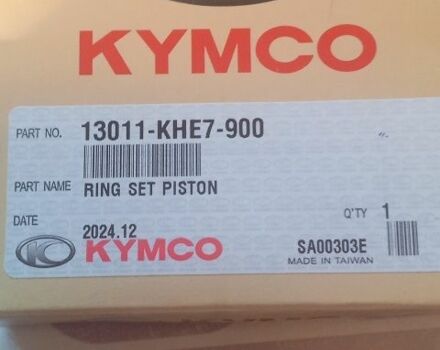 KYMCO
PART NO. 13011-KHE7-900
PART NAME RING SET PISTON
DATE 2024.12 Q'TY 1
KYMCO SA00303E
MADE IN TAIWAN